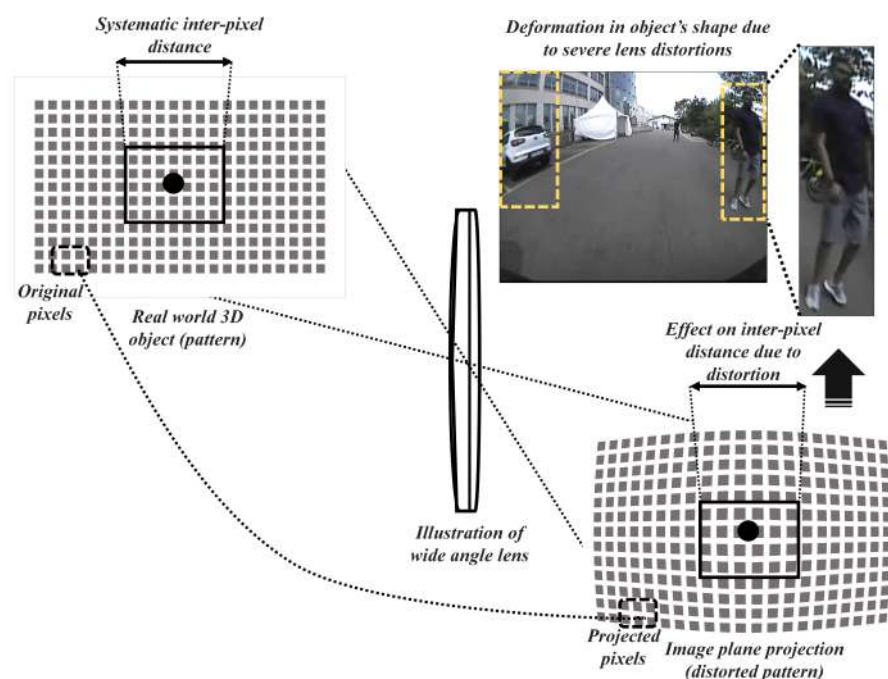 Systematic inter-pixel
distance
Deformation in object's shape due
to severe lens distortions
Original
pixels
Real world 3D
object (pattern)
Effect on inter-pixel
distance due to
distortion
Illustration of
wide angle lens
Projected
pixels
Image plane projection
(distorted pattern)